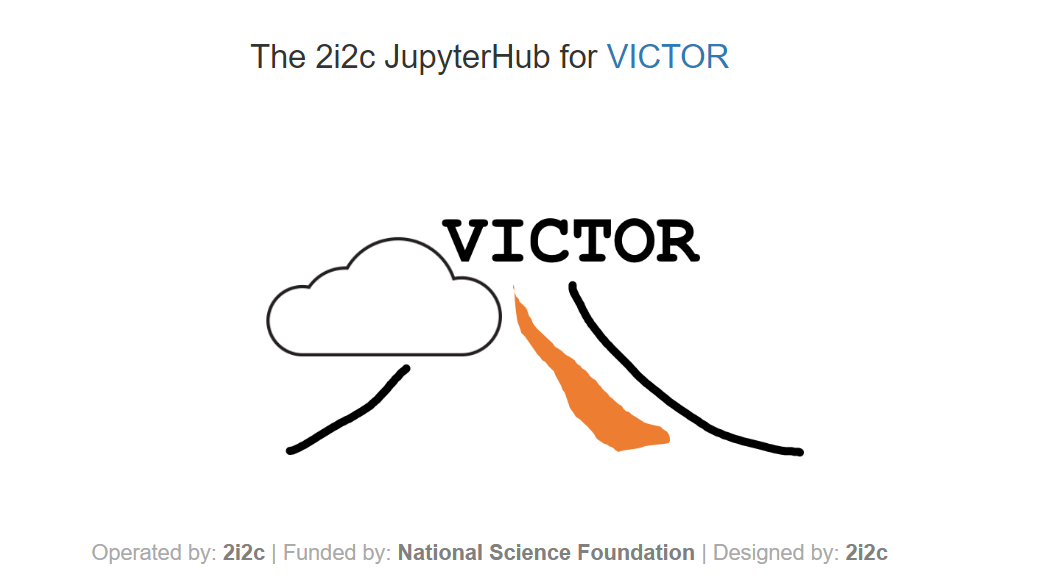 The 2i2c JupyterHub for VICTOR
VICTOR
Operated by: 2i2c | Funded by: National Science Foundation | Designed by: 2i2c